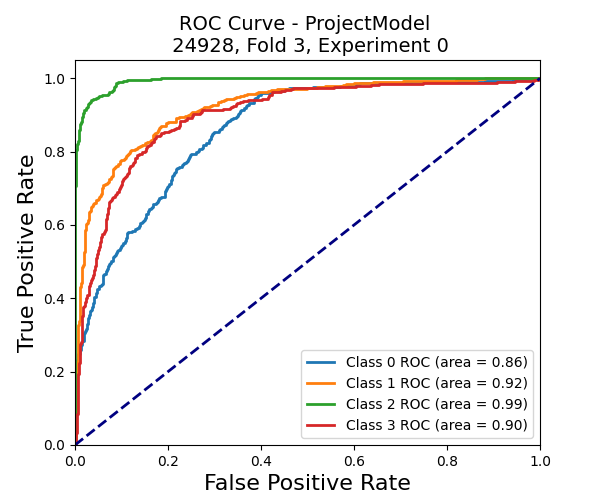 ROC Curve - ProjectModel
24928, Fold 3, Experiment 0
True Positive Rate
1.0
0.8
0.6
0.4
0.2
0.0
Class 0 ROC (area = 0.86)
Class 1 ROC (area = 0.92)
Class 2 ROC (area = 0.99)
Class 3 ROC (area = 0.90)
0.0 0.2 0.4 0.6 0.8 1.0
False Positive Rate